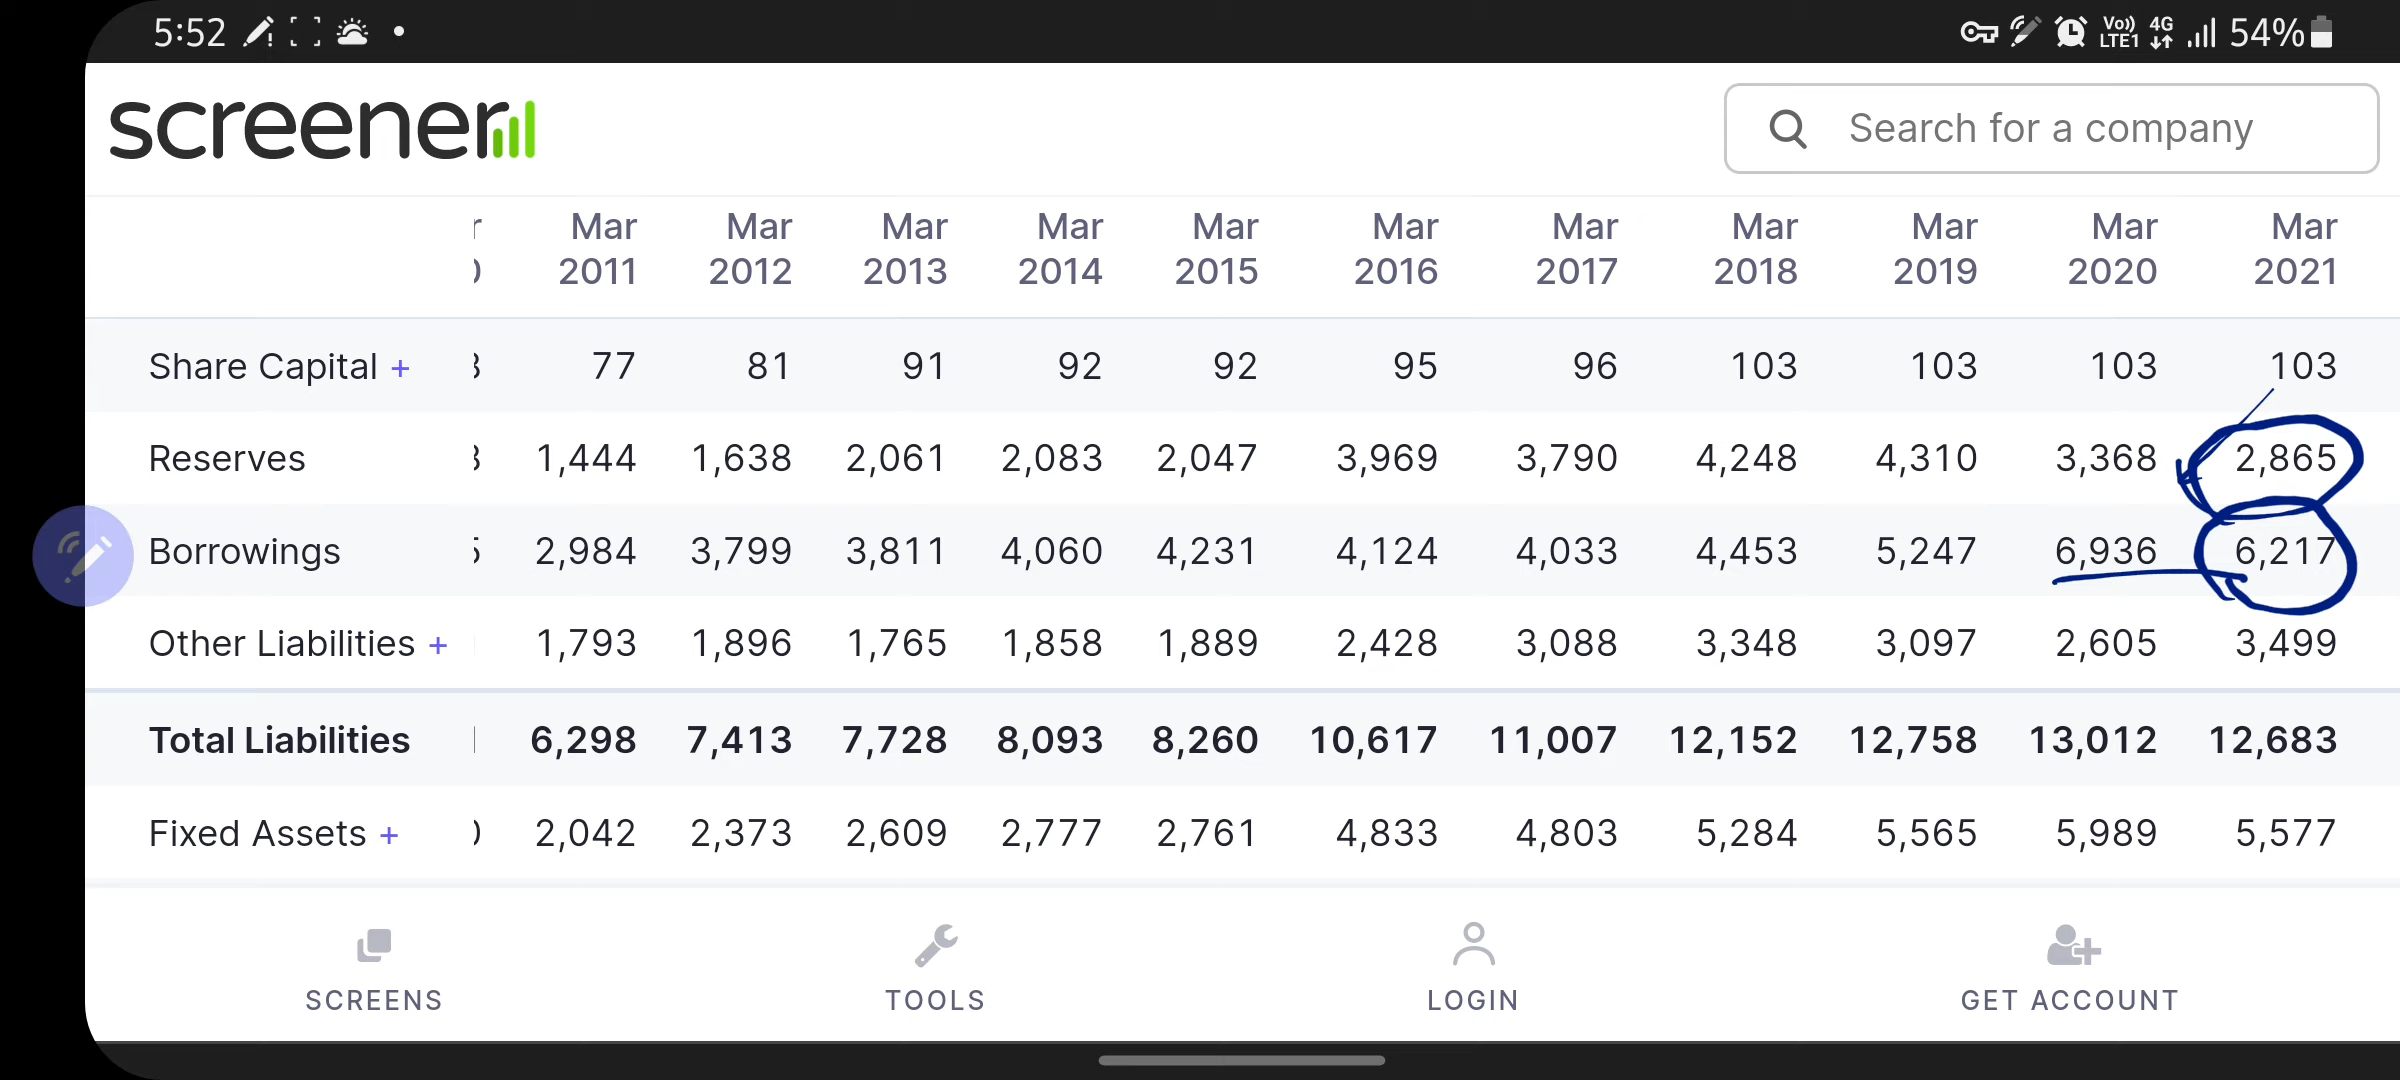 5:52 Vo)) LTE1 4G 54%
screener
Search for a company
Mar Mar Mar Mar Mar Mar Mar Mar Mar Mar Mar
2011 2012 2013 2014 2015 2016 2017 2018 2019 2020 2021
Share Capital + 77 81 91 92 92 95 96 103 103 103 103
Reserves 1,444 1,638 2,061 2,083 2,047 3,969 3,790 4,248 4,310 3,368 2,865
Borrowings 2,984 3,799 3,811 4,060 4,231 4,124 4,033 4,453 5,247 6,936 6,217
Other Liabilities + 1,793 1,896 1,765 1,858 1,889 2,428 3,088 3,348 3,097 2,605 3,499
Total Liabilities 6,298 7,413 7,728 8,093 8,260 10,617 11,007 12,152 12,758 13,012 12,683
Fixed Assets + 2,042 2,373 2,609 2,777 2,761 4,833 4,803 5,284 5,565 5,989 5,577
SCREENS TOOLS LOGIN GET ACCOUNT